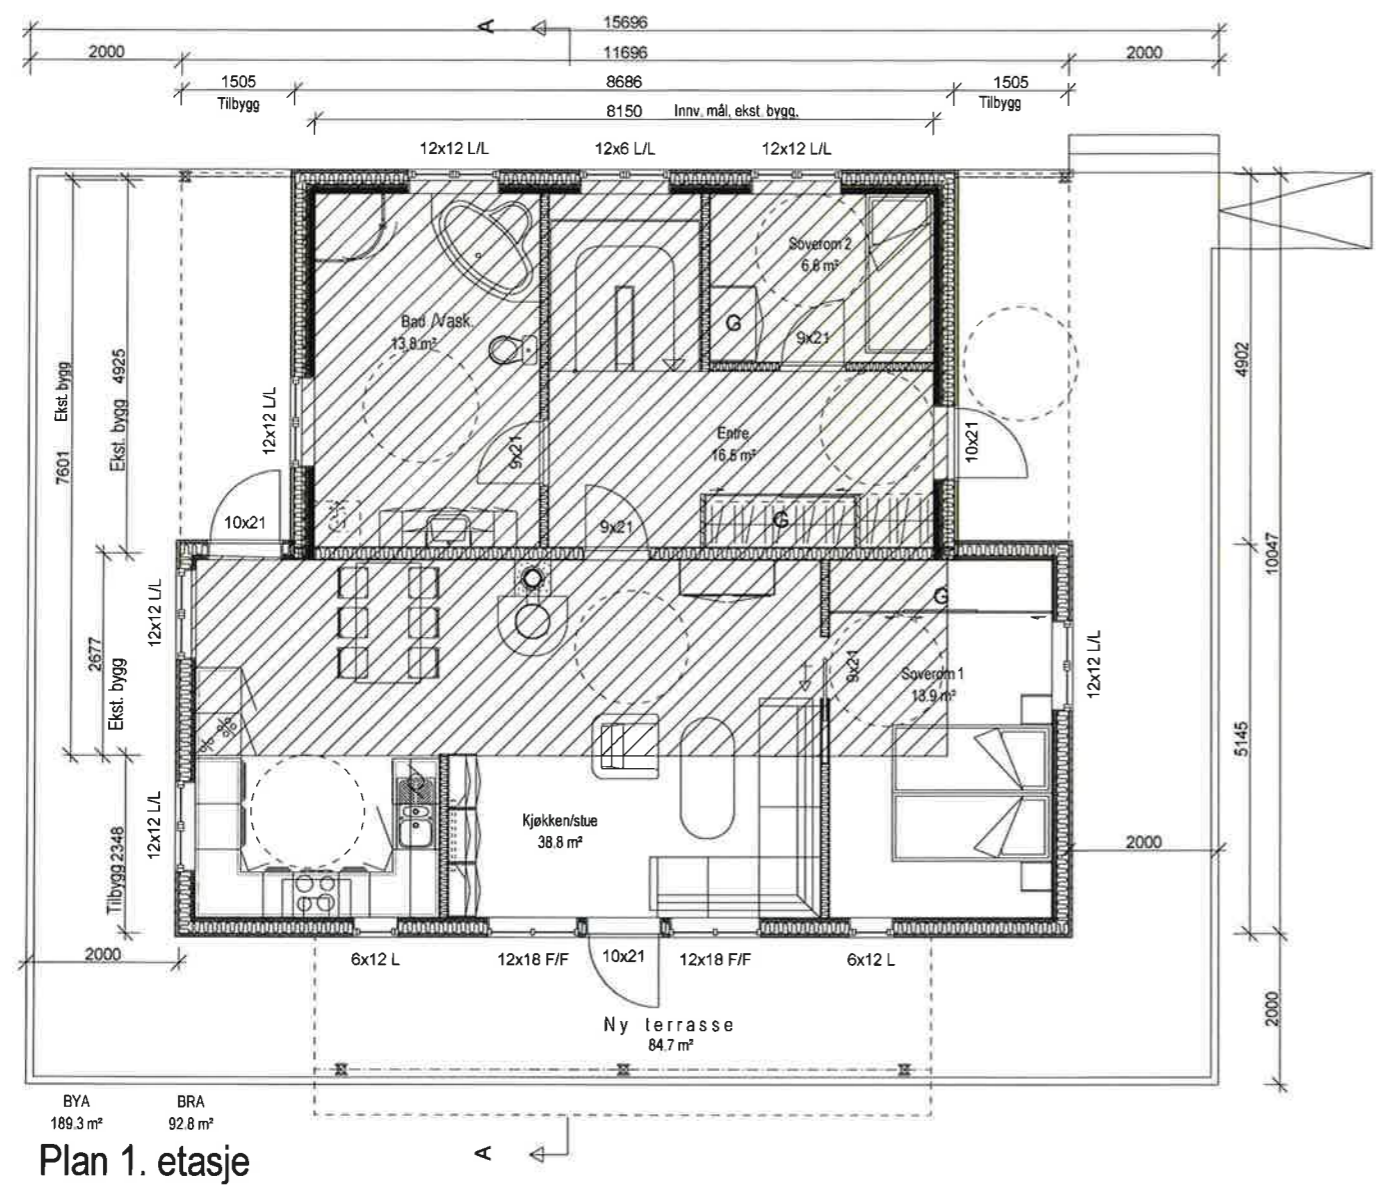 A
15696
2000
11696
2000
1505
Tilbygg
8686
1505
Tilbygg
8150
Innv. mål, ekst. bygg.
12x12 L/L
12x6 L/L
12x12 L/L
Soverom 2
6.8 m²
G
9x21
Bad /Vask.
13.8 m²
7601
Ekst. bygg
Ekst. bygg 4925
12x12 L/L
9x21
Entre
16.5 m²
10x21
4902
10x21
9x21
G
10047
12x12 L/L
2677
Ekst. bygg
G
9x21
Soverom 1
13.9 m²
12x12 L/L
5145
Tilbygg 2348
12x12 L/L
Kjøkken/stue
38.8 m²
2000
2000
6x12 L
12x18 F/F
10x21
12x18 F/F
6x12 L
2000
Ny terrasse
84.7 m²
BYA
189.3 m²
BRA
92.8 m²
Plan 1. etasje
A